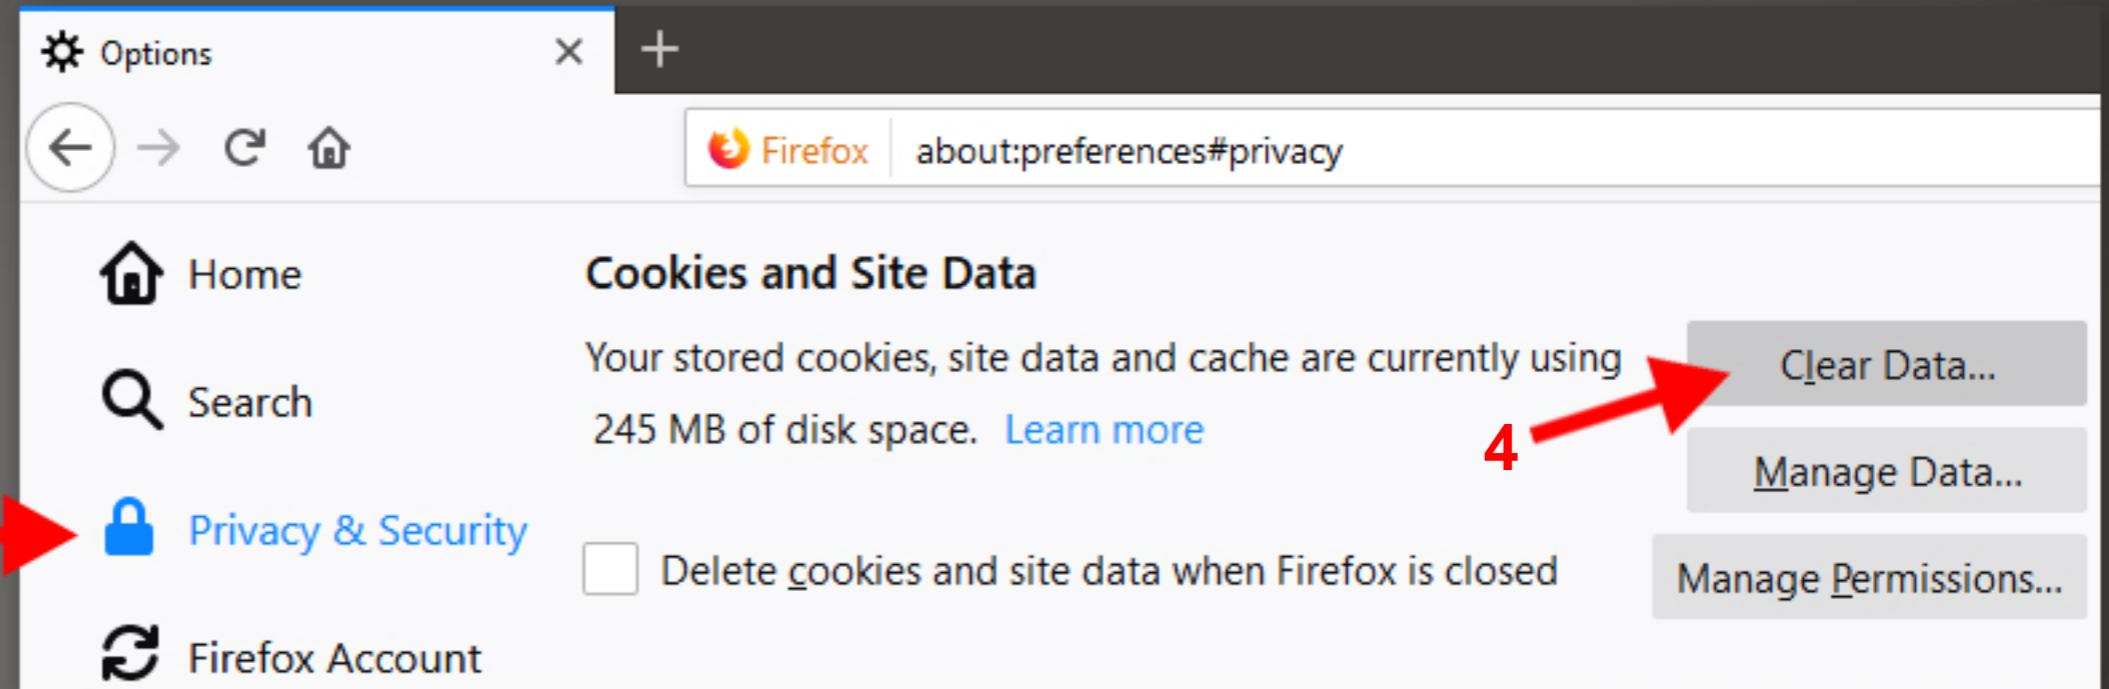 Options
Firefox about:preferences#privacy
Home
Search
Privacy & Security
Firefox Account
Cookies and Site Data
Your stored cookies, site data and cache are currently using
245 MB of disk space. Learn more
Delete cookies and site data when Firefox is closed
4
Clear Data...
Manage Data...
Manage Permissions...